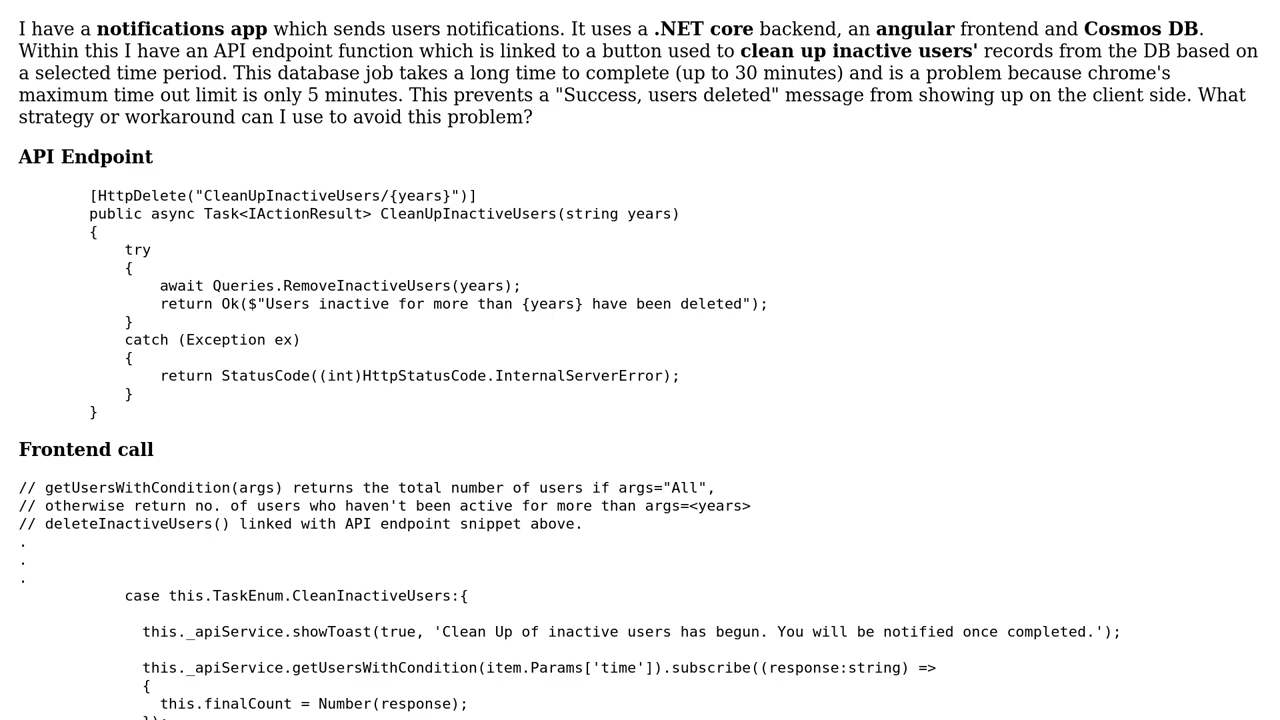 I have a notifications app which sends users notifications. It uses a .NET core backend, an angular frontend and Cosmos DB.
Within this I have an API endpoint function which is linked to a button used to clean up inactive users' records from the DB based on
a selected time period. This database job takes a long time to complete (up to 30 minutes) and is a problem because chrome's
maximum time out limit is only 5 minutes. This prevents a "Success, users deleted" message from showing up on the client side. What
strategy or workaround can I use to avoid this problem?
API Endpoint
[HttpDelete("CleanUpInactiveUsers/{years}")]
public async Task<IActionResult> CleanUpInactiveUsers(string years)
{
try
{
await Queries.RemoveInactiveUsers(years);
return Ok($"Users inactive for more than {years} have been deleted");
}
catch (Exception ex)
{
return StatusCode((int)HttpStatusCode.InternalServerError);
}
}
Frontend call
// getUsersWithCondition(args) returns the total number of users if args="All",
// otherwise return no. of users who haven't been active for more than args=<years>
// deleteInactiveUsers() linked with API endpoint snippet above.
.
.
.
case this.TaskEnum.CleanInactiveUsers:{
this._apiService.showToast(true, 'Clean Up of inactive users has begun. You will be notified once completed.');
this._apiService.getUsersWithCondition(item.Params['time']).subscribe((response:string) =>
{
this.finalCount = Number(response);
});